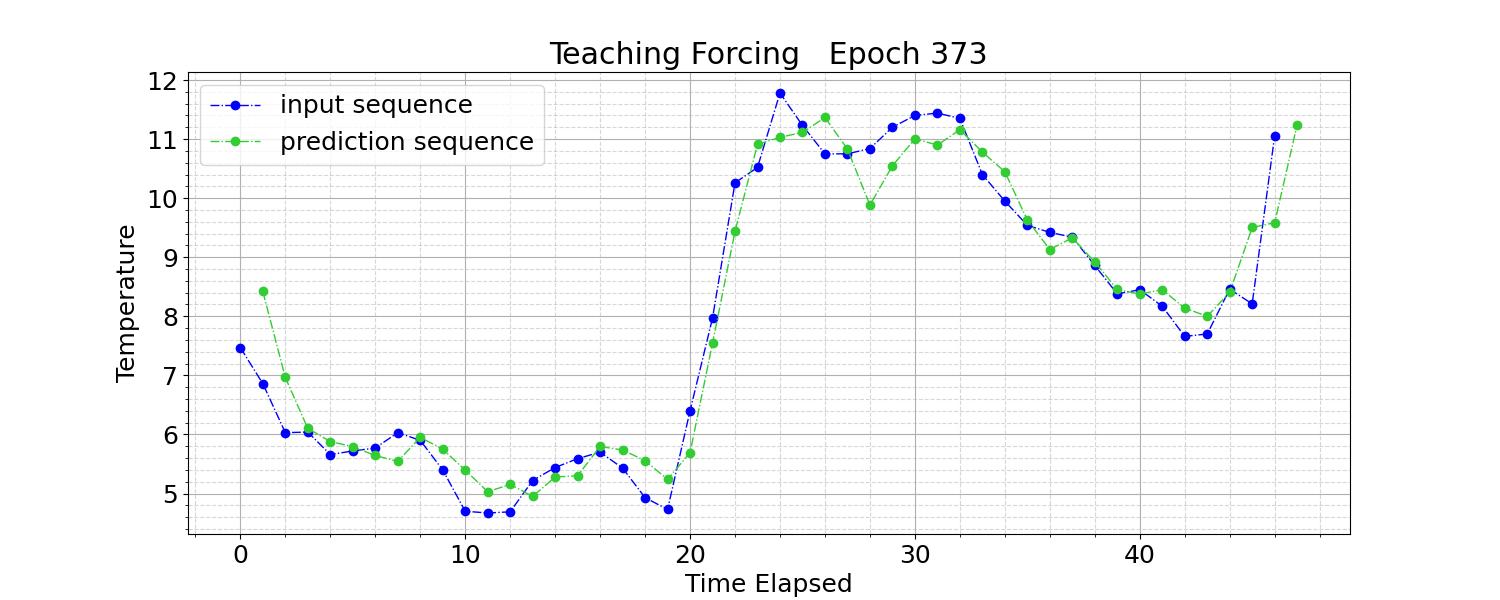 Teaching Forcing   Epoch 373
12
11
10
9
8
7
6
5
Temperature
input sequence
prediction sequence
0 10 20 30 40
Time Elapsed